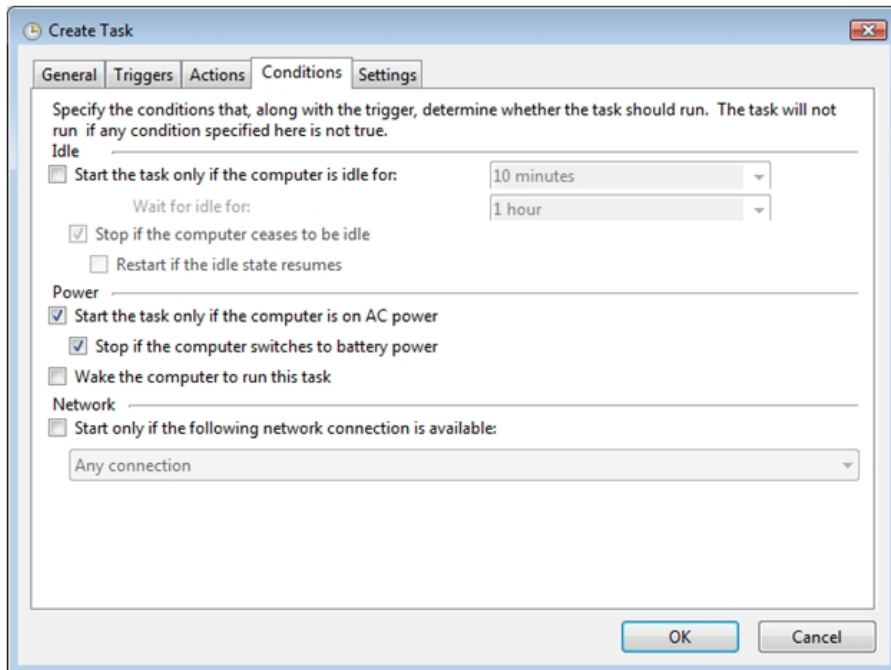 Create Task
General Triggers Actions Conditions Settings
Specify the conditions that, along with the trigger, determine whether the task should run. The task will not
run if any condition specified here is not true.
Idle
Start the task only if the computer is idle for: 10 minutes
Wait for idle for: 1 hour
Stop if the computer ceases to be idle
Restart if the idle state resumes
Power
Start the task only if the computer is on AC power
Stop if the computer switches to battery power
Wake the computer to run this task
Network
Start only if the following network connection is available:
Any connection
OK Cancel